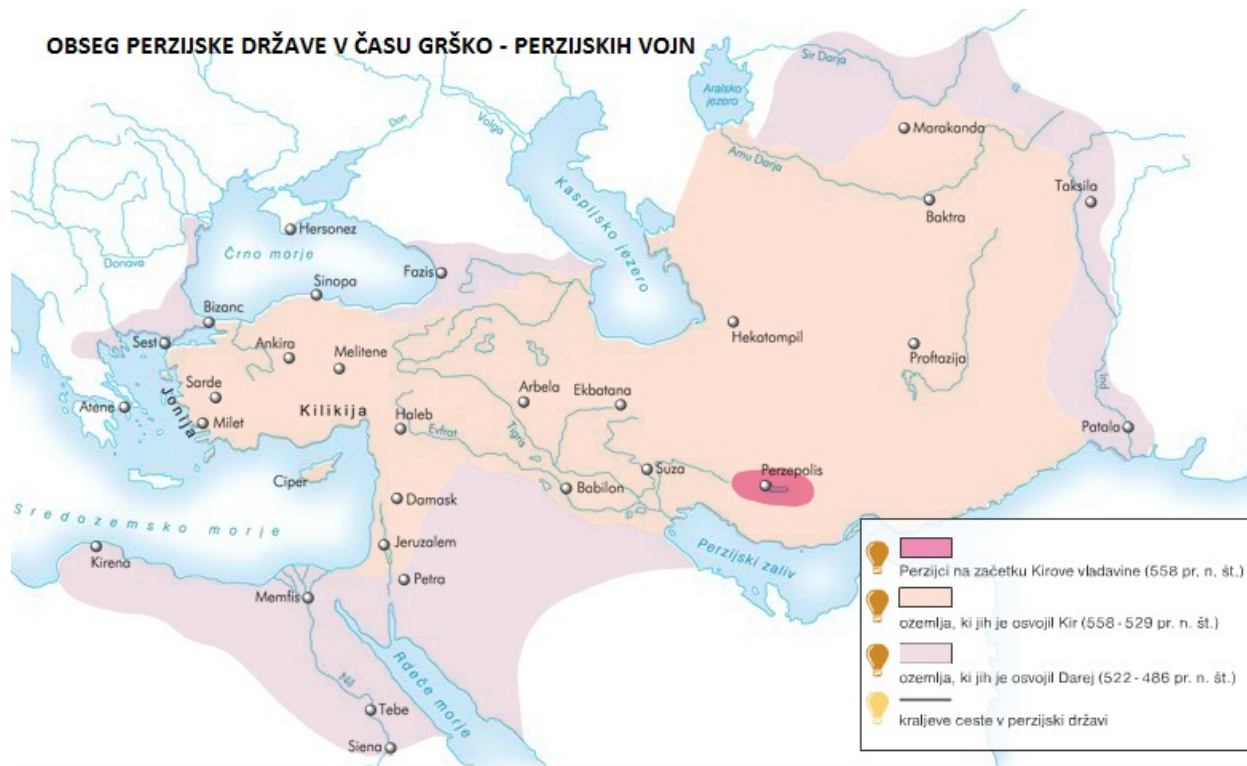 OBSEG PERZIJSKE DRŽAVE V ČASU GRŠKO - PERZIJSKIH VOJN
Sir Darja
Aralsko
jezero
Don
Volga
Marakanda
Amu Darja
Taksila
Baktra
Kaspijsko jezero
Hersonez
Črno morje
Donava
Fazis
Sinopa
Bizanc
Hekatompil
Sest
Ankira
Melitene
Proftazija
Ind
Sarde
Arbela
Ekbatana
Atene
Jonija
Kilikija
Milet
Haleb
Evfrat
Tigris
Patala
Suza
Perzepolis
Ciper
Babilon
Damask
Sredozemsko morje
Jeruzalem
Perzijski zaliv
Kirena
Petra
Memfis
Nil
Rdeče morje
Tebe
Siena
Perzijci na začetku Kirove vladavine (558 pr. n. št.)
ozemlja, ki jih je osvojil Kir (558 - 529 pr. n. št.)
ozemlja, ki jih je osvojil Darej (522 - 486 pr. n. št.)
kraljeve ceste v perzijski državi